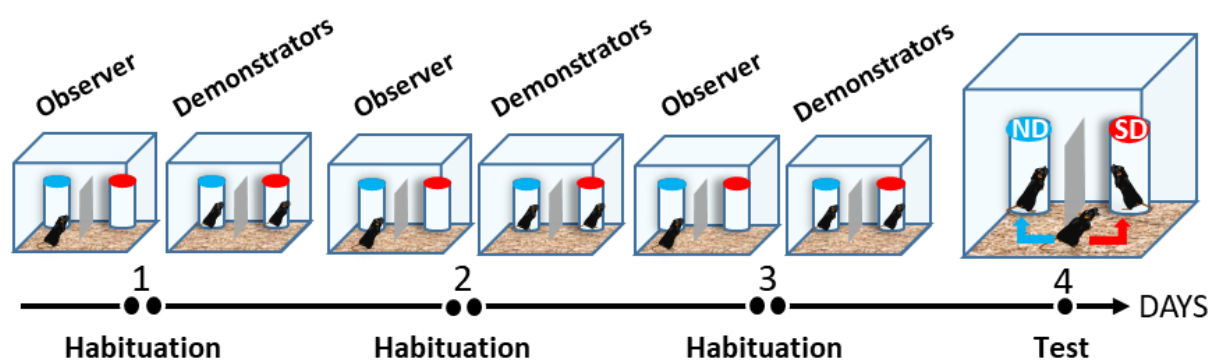 Observer
Demonstrators
Observer
Demonstrators
Observer
Demonstrators
ND
SD
1
2
3
4
DAYS
Habituation
Habituation
Habituation
Test